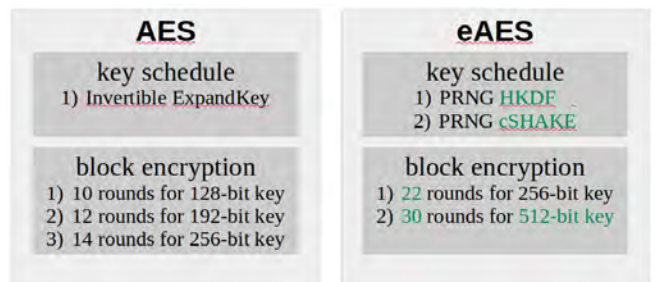 AES
key schedule
1) Invertible ExpandKey
block encryption
1) 10 rounds for 128-bit key
2) 12 rounds for 192-bit key
3) 14 rounds for 256-bit key
eAES
key schedule
1) PRNG HKDF
2) PRNG cSHAKE
block encryption
1) 22 rounds for 256-bit key
2) 30 rounds for 512-bit key